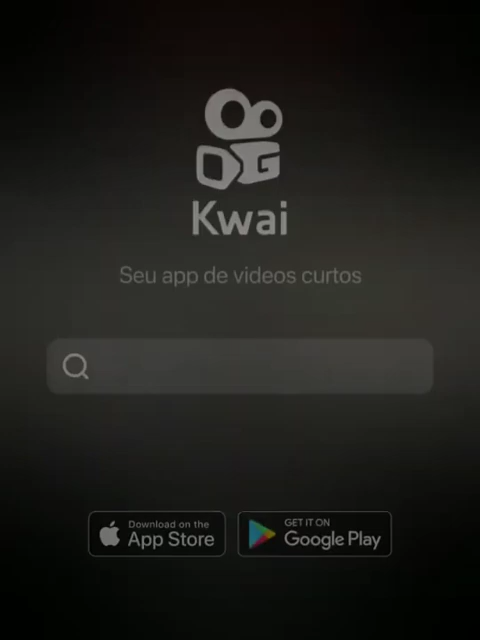 Kwai
Seu app de videos curtos
Download on the
App Store
GET IT ON
Google Play